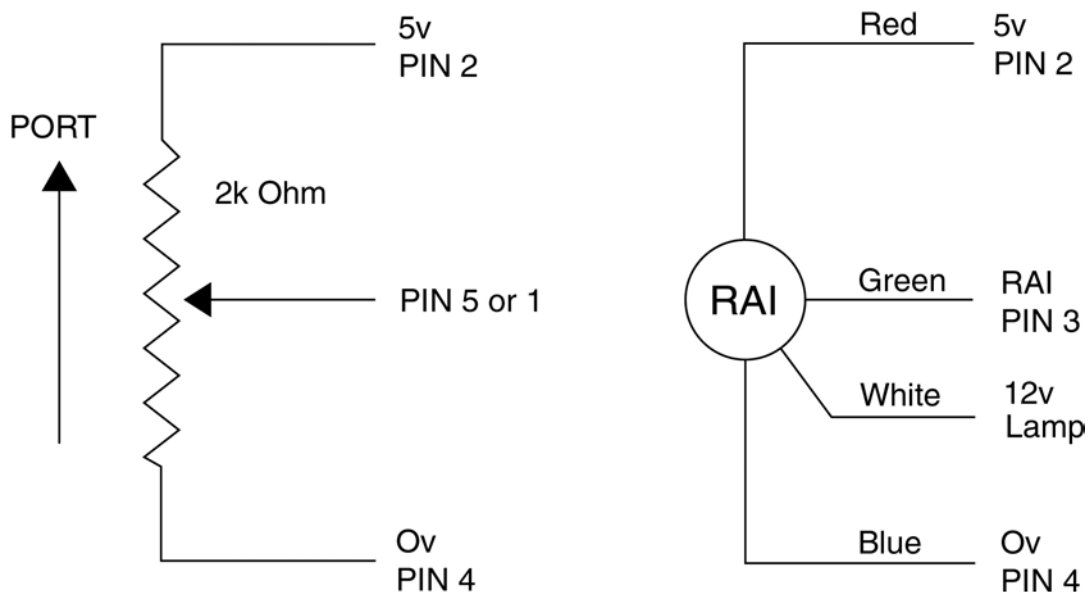 5v
PIN 2
PORT
2k Ohm
PIN 5 or 1
Ov
PIN 4
Red
5v
PIN 2
RAI
Green
RAI
PIN 3
White
12v
Lamp
Blue
Ov
PIN 4